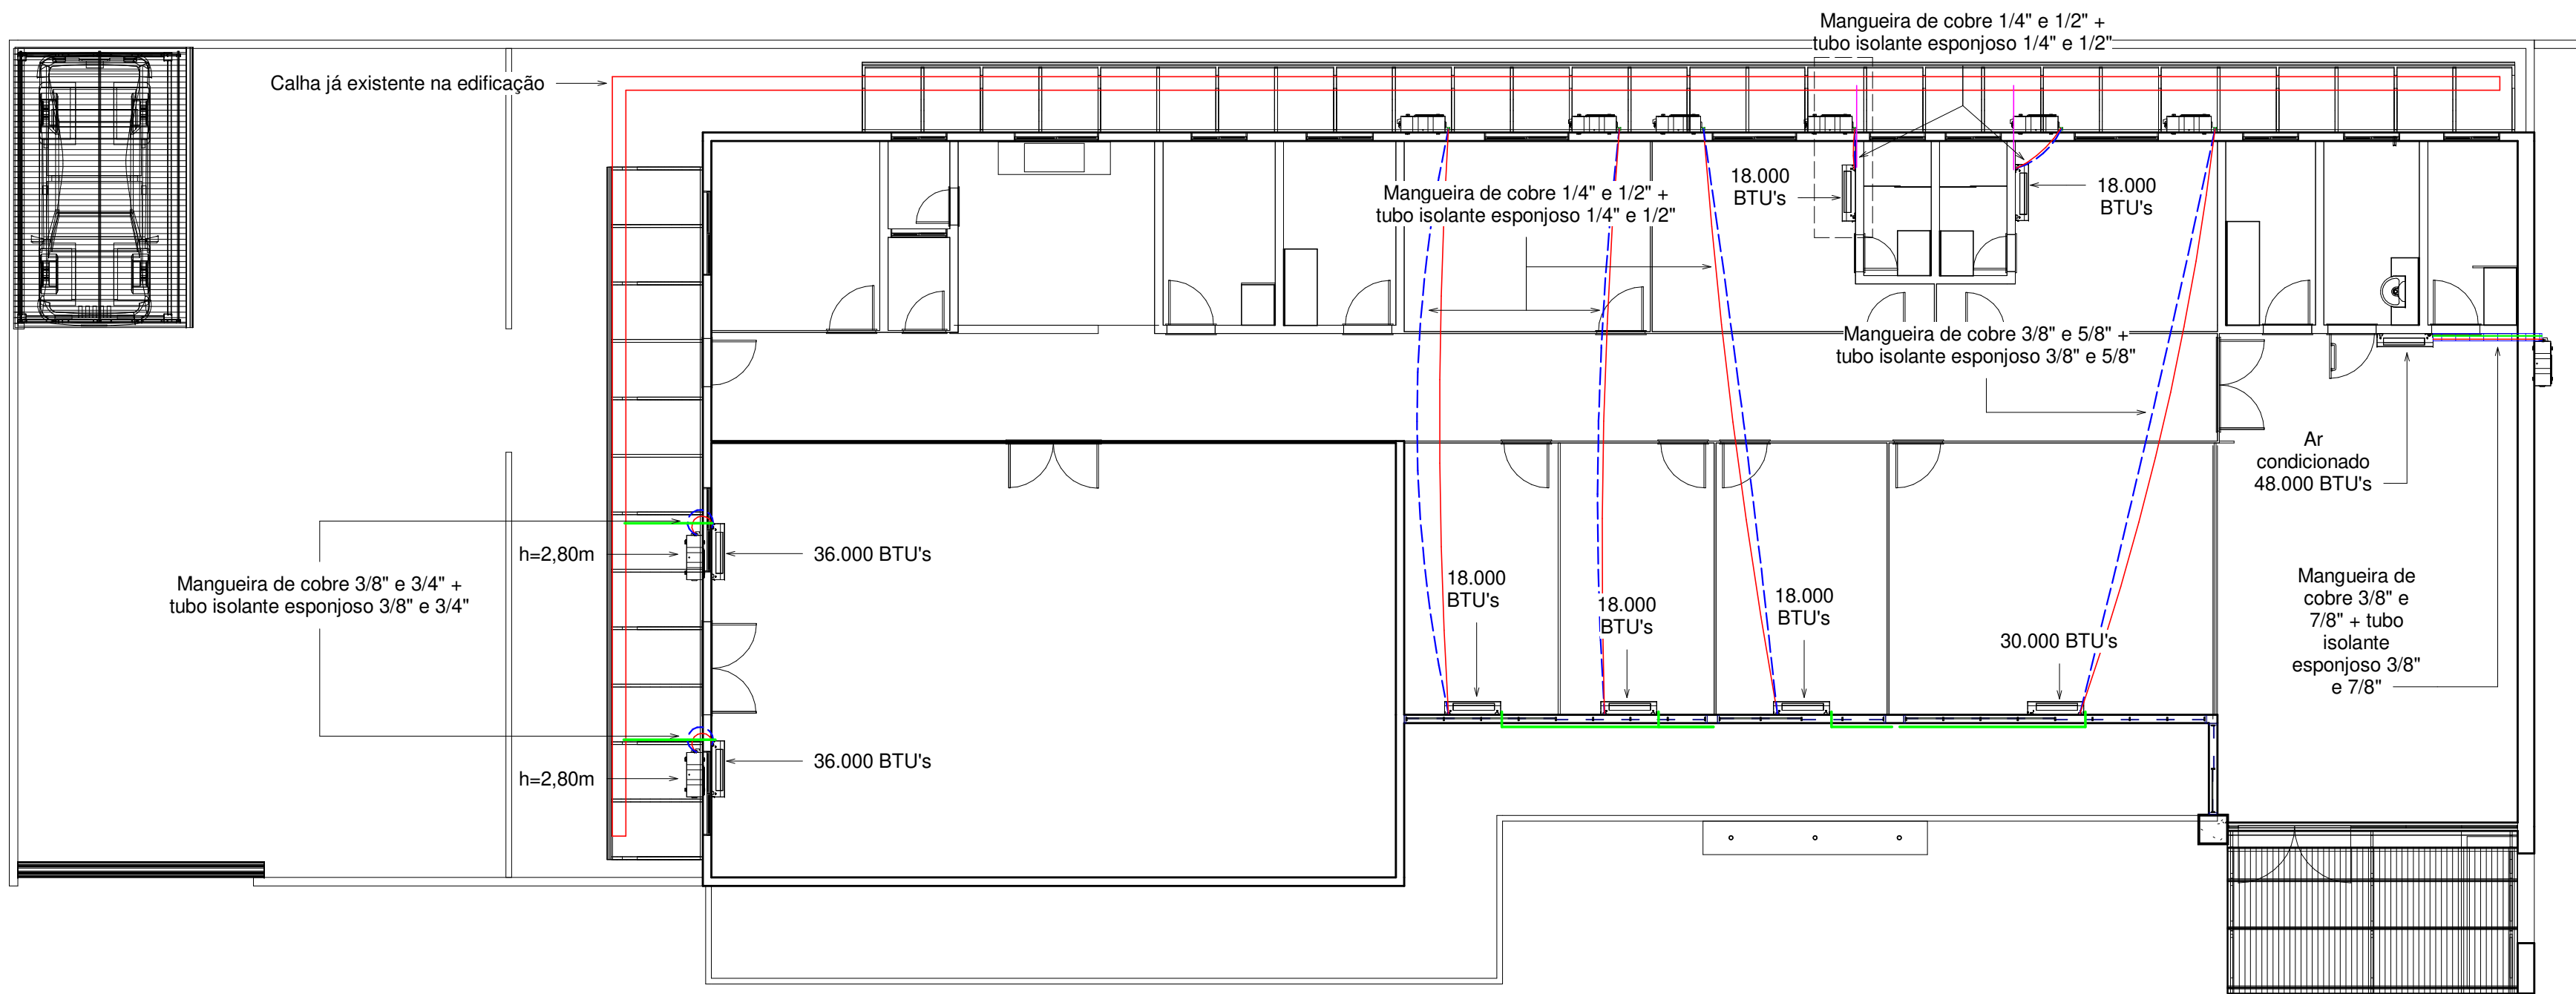 Mangueira de cobre 1/4" e 1/2" +
tubo isolante esponjoso 1/4" e 1/2"
Calha já existente na edificação
Mangueira de cobre 1/4" e 1/2" +
tubo isolante esponjoso 1/4" e 1/2"
18.000
BTU's
18.000
BTU's
Mangueira de cobre 3/8" e 5/8" +
tubo isolante esponjoso 3/8" e 5/8"
Ar
condicionado
48.000 BTU's
h=2,80m
36.000 BTU's
Mangueira de cobre 3/8" e 3/4" +
tubo isolante esponjoso 3/8" e 3/4"
18.000
BTU's
18.000
BTU's
18.000
BTU's
30.000 BTU's
Mangueira de
cobre 3/8" e
7/8" + tubo
isolante
esponjoso 3/8"
e 7/8"
h=2,80m
36.000 BTU's